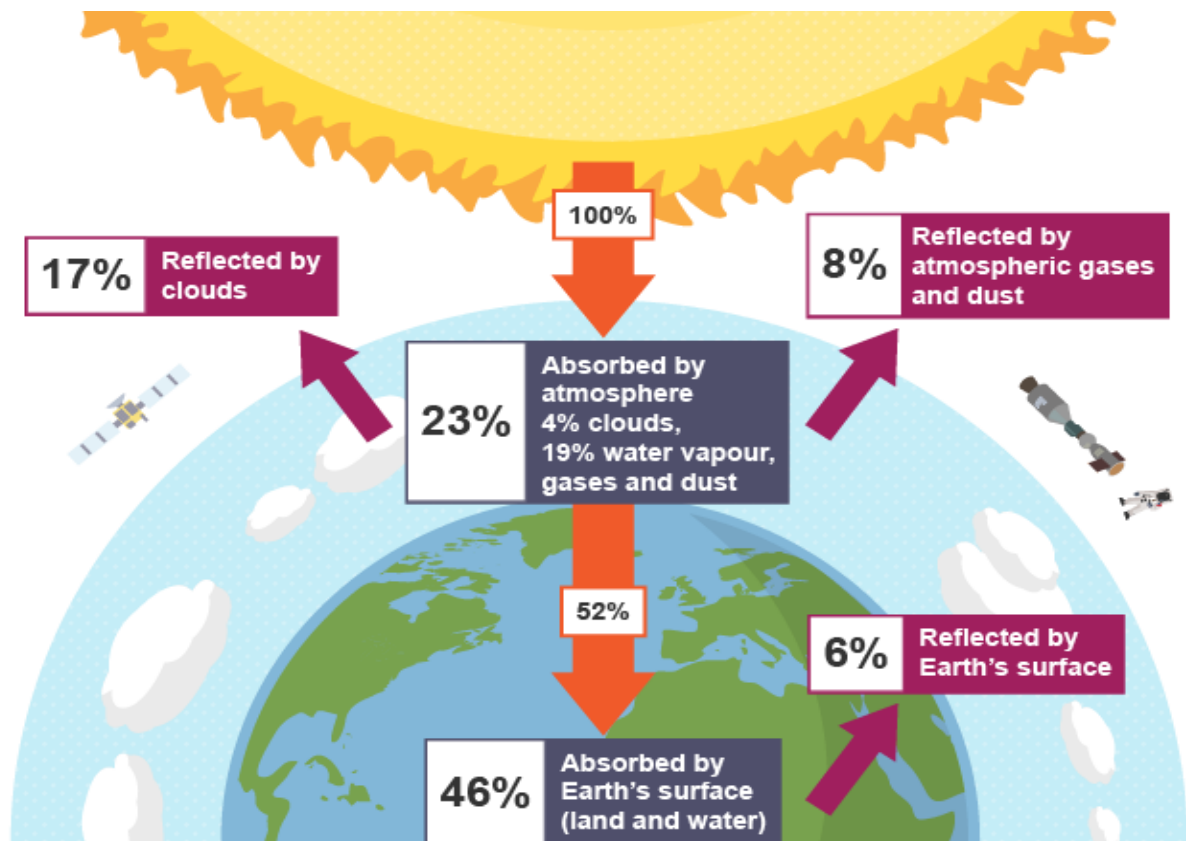 100%
17%
Reflected by
clouds
8%
Reflected by
atmospheric gases
and dust
23%
Absorbed by
atmosphere
4% clouds,
19% water vapour,
gases and dust
52%
6%
Reflected by
Earth's surface
46%
Absorbed by
Earth's surface
(land and water)